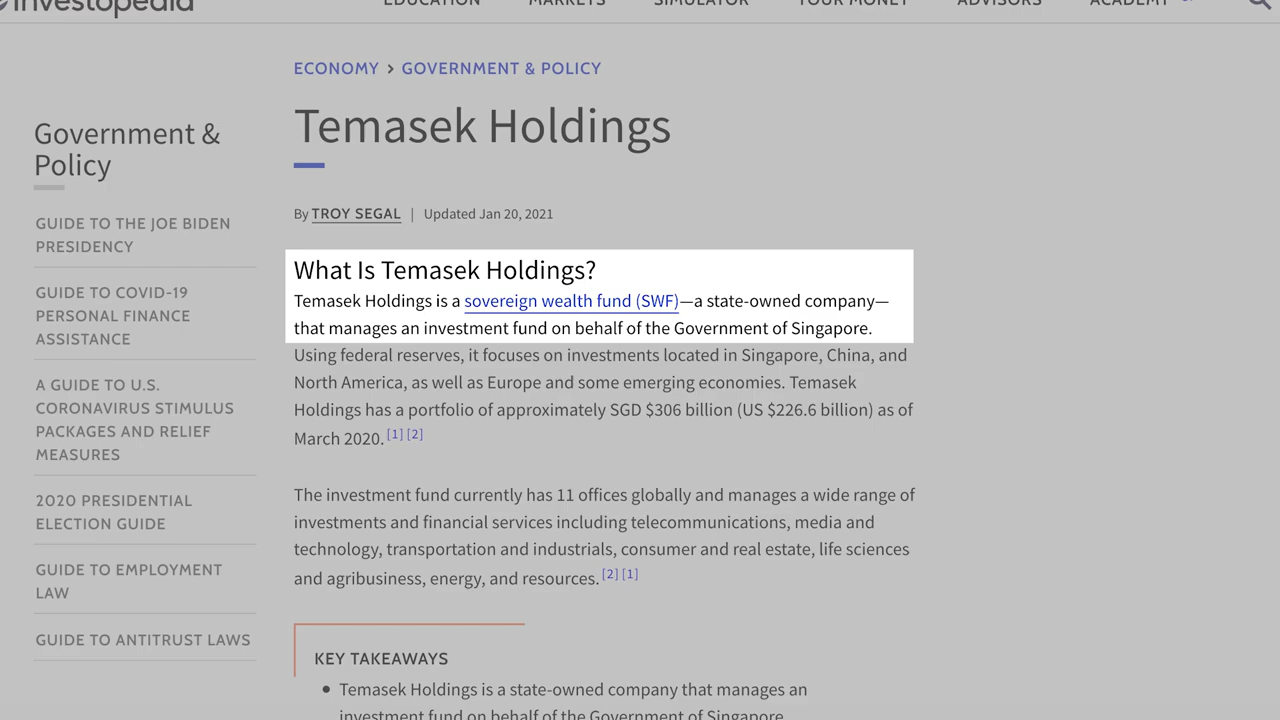 Investopedia
EDUCATION MARKETS SIMULATOR YOUR MONEY ADVISORS ACADEMY
ECONOMY > GOVERNMENT & POLICY
Temasek Holdings
Government &
Policy
By TROY SEGAL | Updated Jan 20, 2021
GUIDE TO THE JOE BIDEN
PRESIDENCY
GUIDE TO COVID-19
PERSONAL FINANCE
ASSISTANCE
A GUIDE TO U.S.
CORONAVIRUS STIMULUS
PACKAGES AND RELIEF
MEASURES
2020 PRESIDENTIAL
ELECTION GUIDE
GUIDE TO EMPLOYMENT
LAW
GUIDE TO ANTITRUST LAWS
What Is Temasek Holdings?
Temasek Holdings is a sovereign wealth fund (SWF)—a state-owned company—
that manages an investment fund on behalf of the Government of Singapore.
Using federal reserves, it focuses on investments located in Singapore, China, and
North America, as well as Europe and some emerging economies. Temasek
Holdings has a portfolio of approximately SGD $306 billion (US $226.6 billion) as of
March 2020. [1] [2]
The investment fund currently has 11 offices globally and manages a wide range of
investments and financial services including telecommunications, media and
technology, transportation and industrials, consumer and real estate, life sciences
and agribusiness, energy, and resources. [2] [1]
KEY TAKEAWAYS
• Temasek Holdings is a state-owned company that manages an
investment fund on behalf of the Government of Singapore